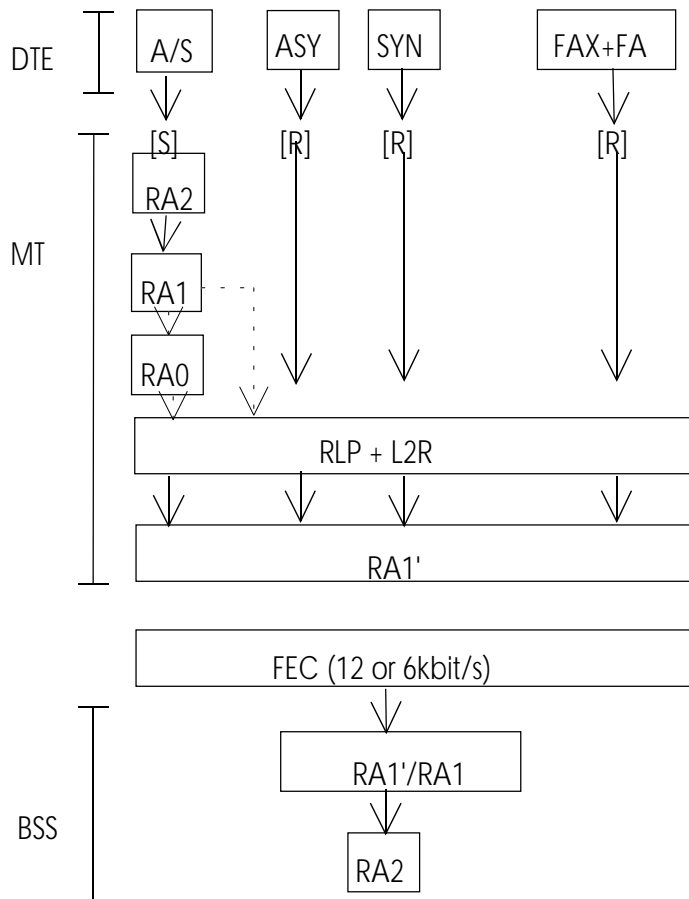 DTE
A/S
ASY
SYN
FAX+FA
[S]
[R]
[R]
[R]
MT
RA2
RA1
RA0
RLP + L2R
RA1'
FEC (12 or 6kbit/s)
BSS
RA1'/RA1
RA2